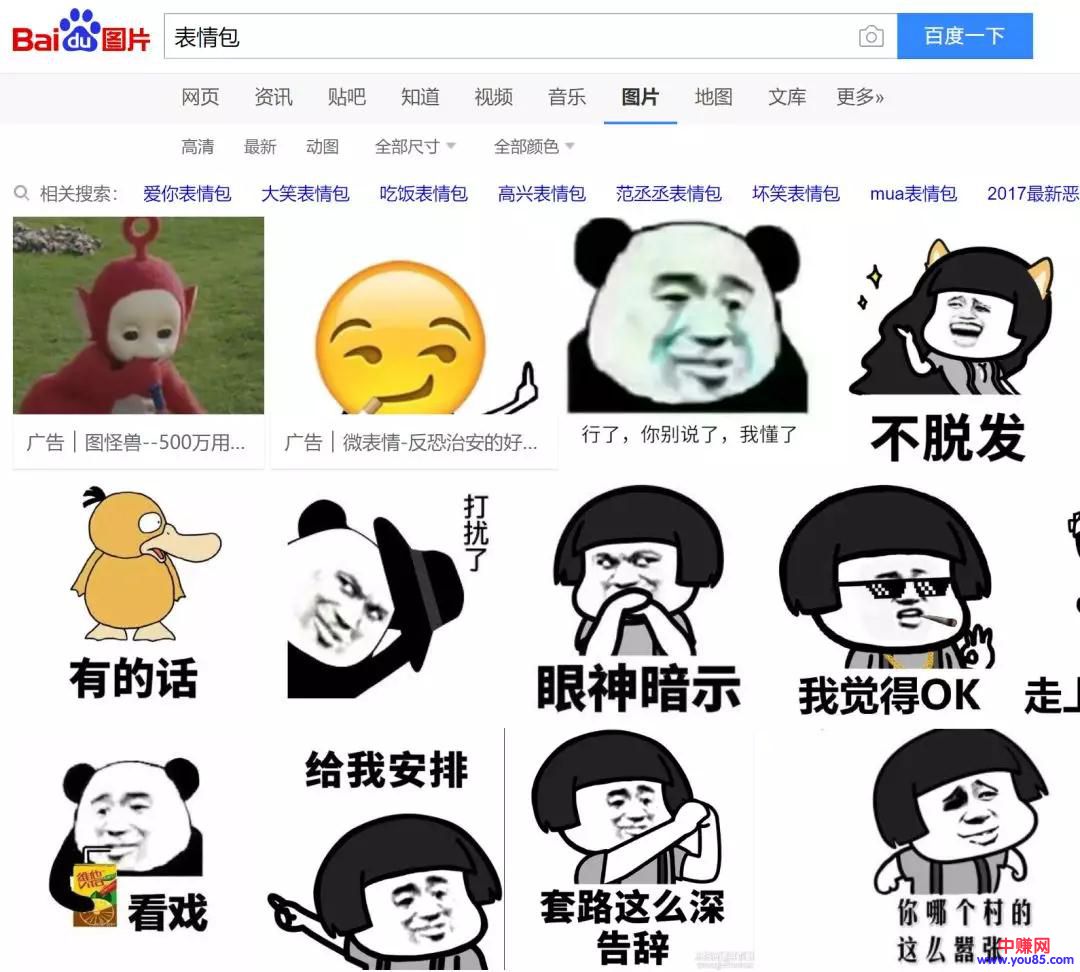 Bai du 图片
表情包
百度一下
网页 资讯 贴吧 知道 视频 音乐 图片 地图 文库 更多»
高清 最新 动图 全部尺寸 全部颜色
相关搜索： 爱你表情包 大笑表情包 吃饭表情包 高兴表情包 范丞丞表情包 坏笑表情包 mua表情包 2017最新恶
广告｜图怪兽--500万用...
广告｜微表情-反恐治安的好...
行了，你别说了，我懂了
不脱发
有的话
打扰了
眼神暗示
我觉得OK
走上
维他
看戏
给我安排
套路这么深
告辞
你哪个村的
这么嚣张
中赚网
www.you85.com